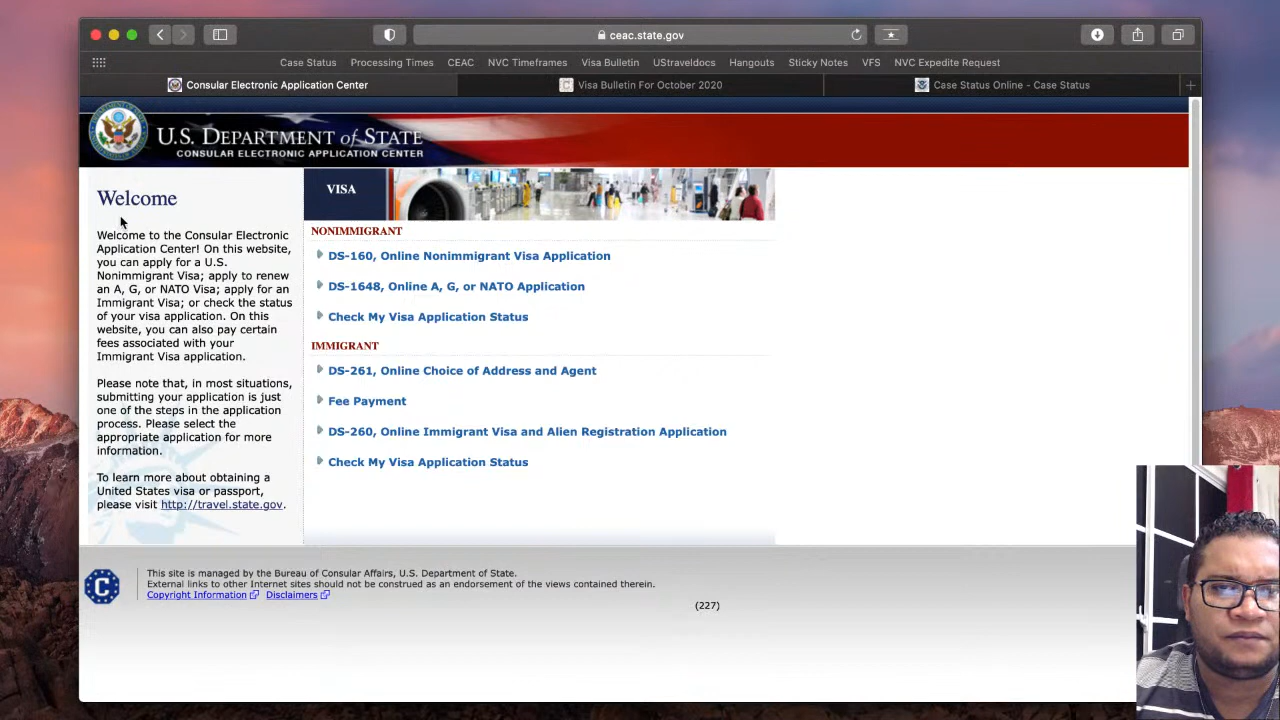 ceac.state.gov
Case Status Processing Times CEAC NVC Timeframes Visa Bulletin UStraveldocs Hangouts Sticky Notes VFS NVC Expedite Request
Consular Electronic Application Center Visa Bulletin For October 2020 Case Status Online - Case Status
U.S. DEPARTMENT of STATE
CONSULAR ELECTRONIC APPLICATION CENTER
Welcome
Welcome to the Consular Electronic
Application Center! On this website,
you can apply for a U.S.
Nonimmigrant Visa; apply to renew
an A, G, or NATO Visa; apply for an
Immigrant Visa; or check the status
of your visa application. On this
website, you can also pay certain
fees associated with your
Immigrant Visa application.
Please note that, in most situations,
submitting your application is just
one of the steps in the application
process. Please select the
appropriate application for more
information.
To learn more about obtaining a
United States visa or passport,
please visit http://travel.state.gov.
VISA
NONIMMIGRANT
DS-160, Online Nonimmigrant Visa Application
DS-1648, Online A, G, or NATO Application
Check My Visa Application Status
IMMIGRANT
DS-261, Online Choice of Address and Agent
Fee Payment
DS-260, Online Immigrant Visa and Alien Registration Application
Check My Visa Application Status
C
This site is managed by the Bureau of Consular Affairs, U.S. Department of State.
External links to other Internet sites should not be construed as an endorsement of the views contained therein.
Copyright Information Disclaimers
(227)